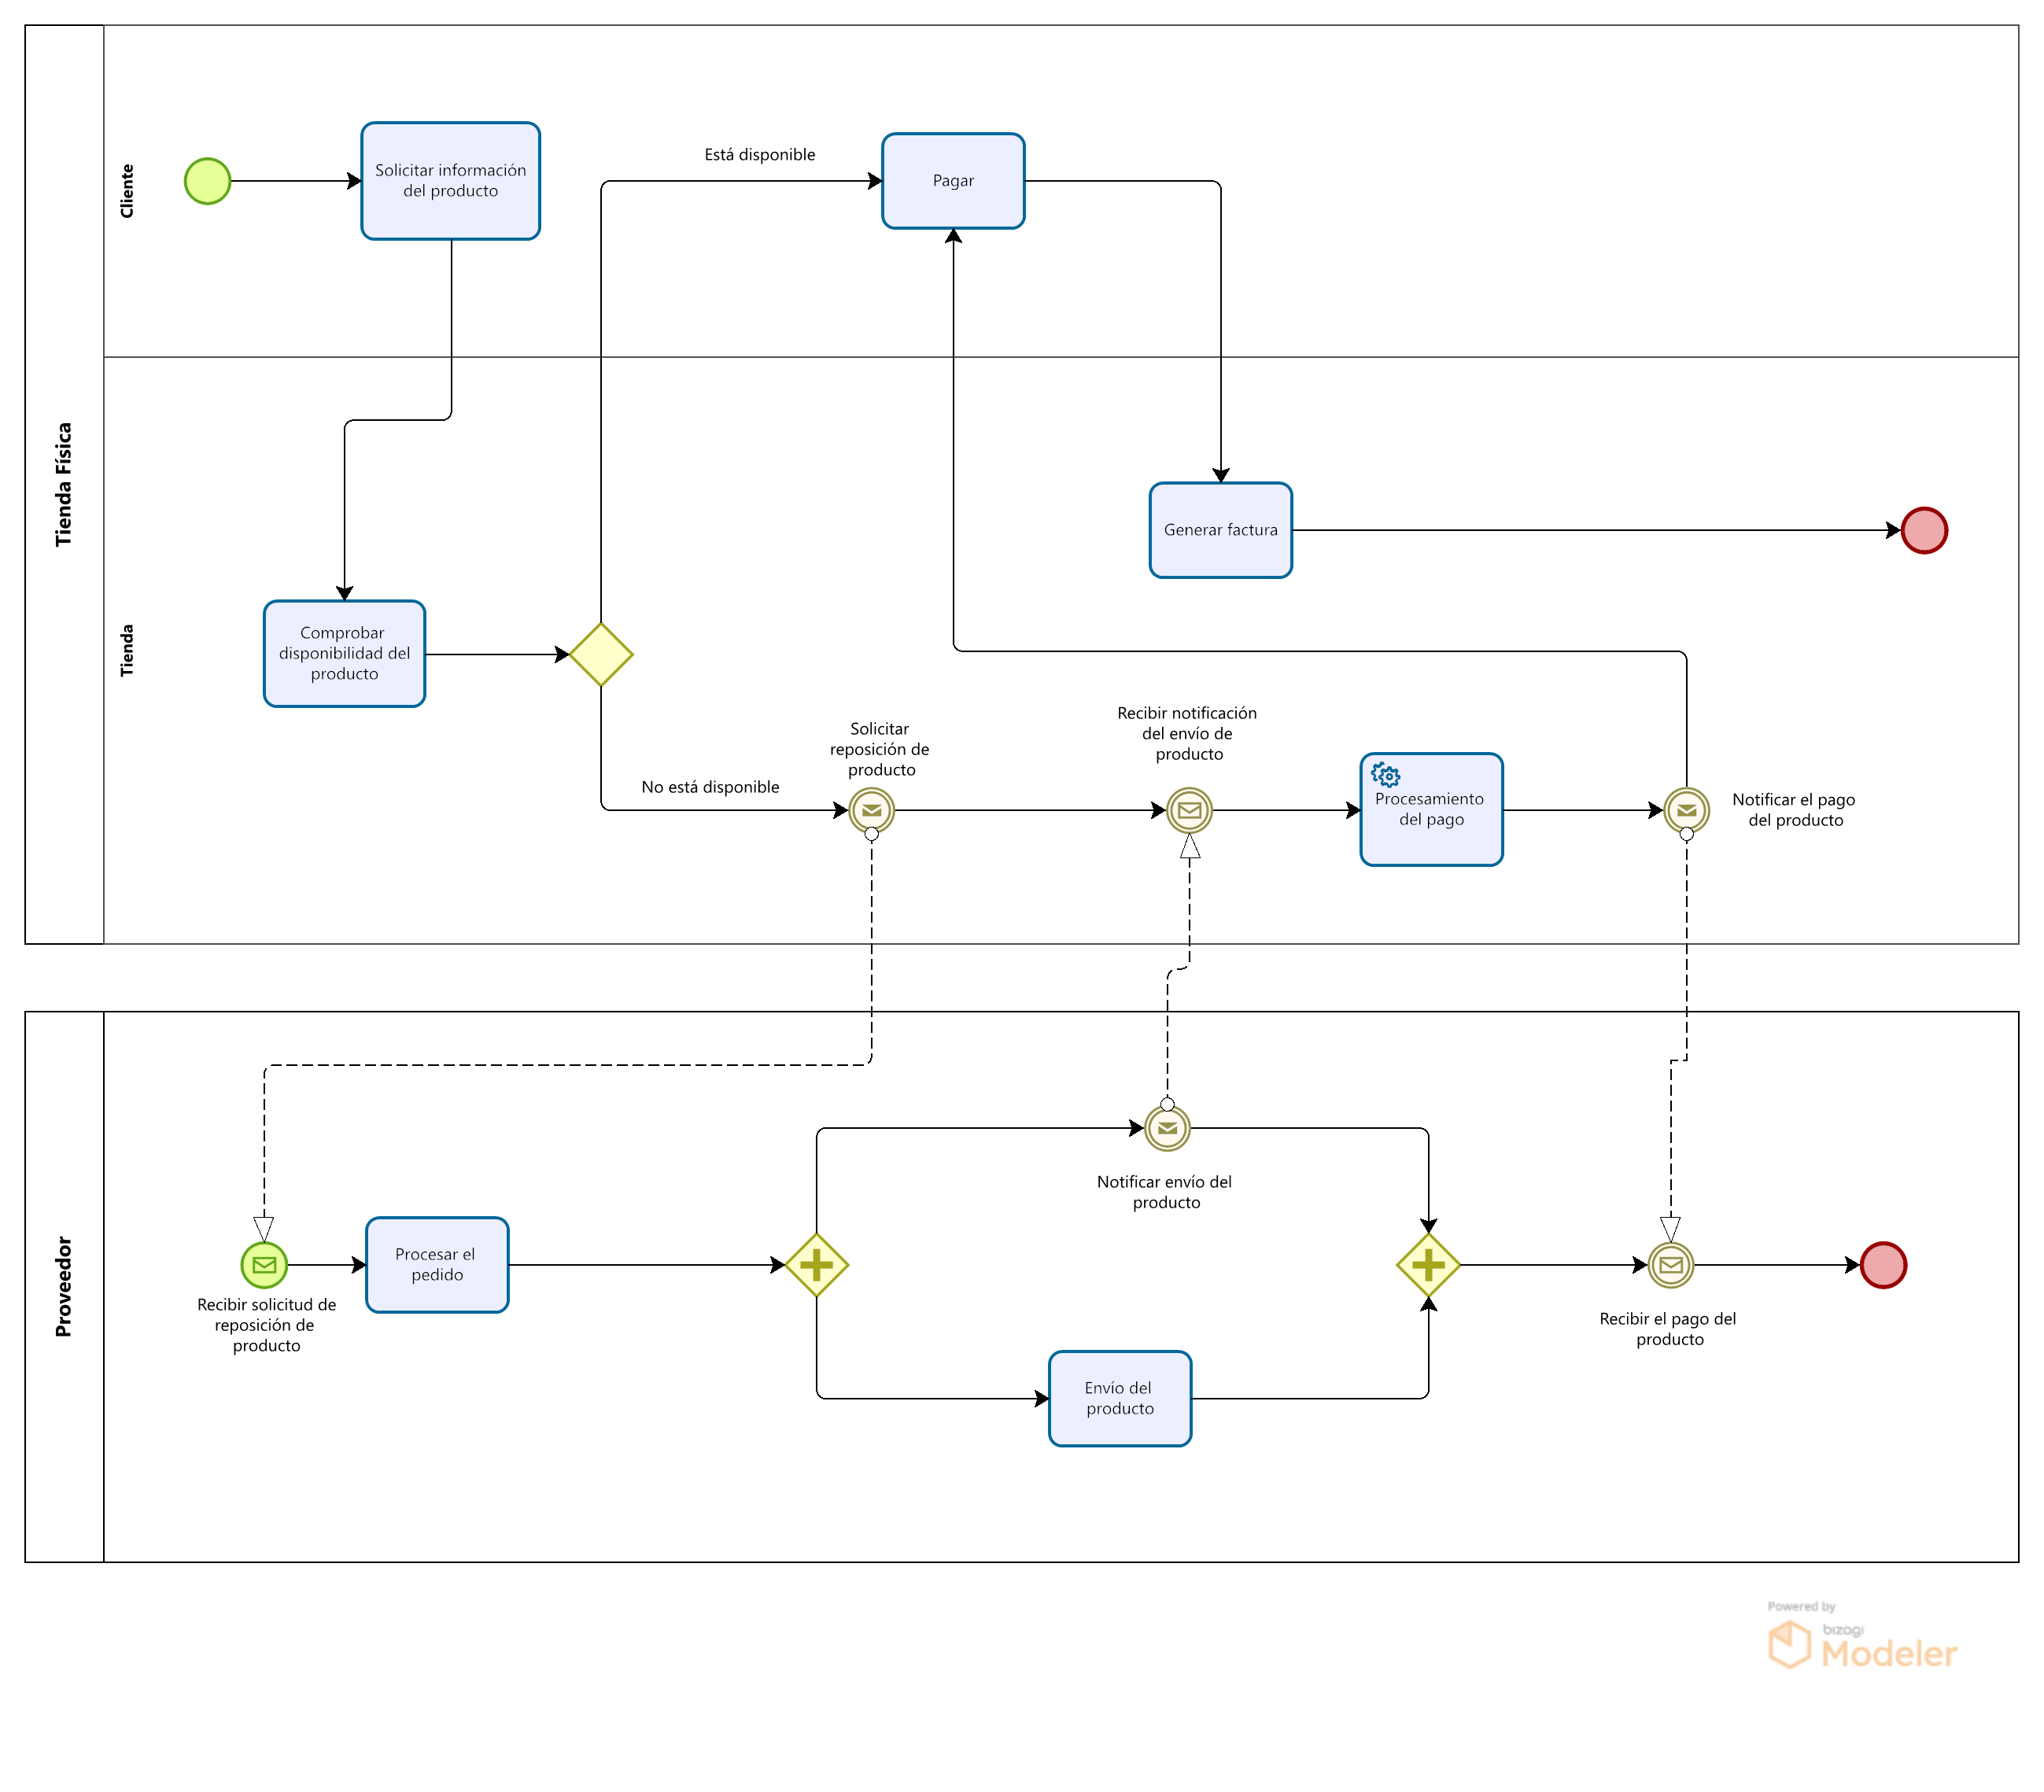 Tienda Física
Cliente
Solicitar información
del producto
Está disponible
Pagar
Tienda
Generar factura
Comprobar
disponibilidad del
producto
No está disponible
Solicitar
reposición de
producto
Recibir notificación
del envío de
producto
Procesamiento
del pago
Notificar el pago
del producto
Proveedor
Recibir solicitud de
reposición de
producto
Procesar el
pedido
Notificar envío del
producto
Envío del
producto
Recibir el pago del
producto
Powered by
bizagi
Modeler